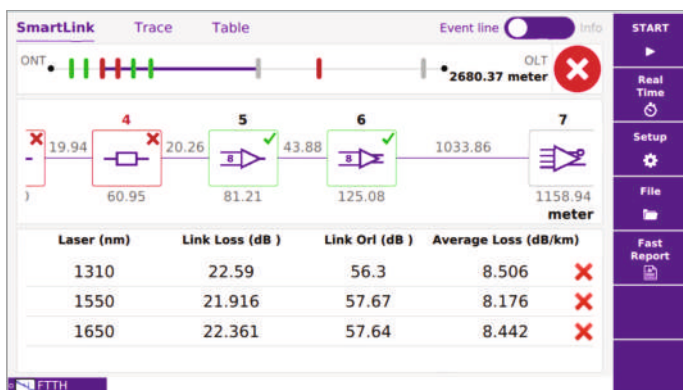 SmartLink Trace Table Event line Info START
ONT OLT
2680.37 meter
Real Time
Setup
File
Fast Report
4 5 6 7
19.94 20.26 43.88 1033.86
8 8
60.95 81.21 125.08 1158.94
meter
Laser (nm) Link Loss (dB ) Link Orl (dB ) Average Loss (dB/km)
1310 22.59 56.3 8.506
1550 21.916 57.67 8.176
1650 22.361 57.64 8.442
FTTH